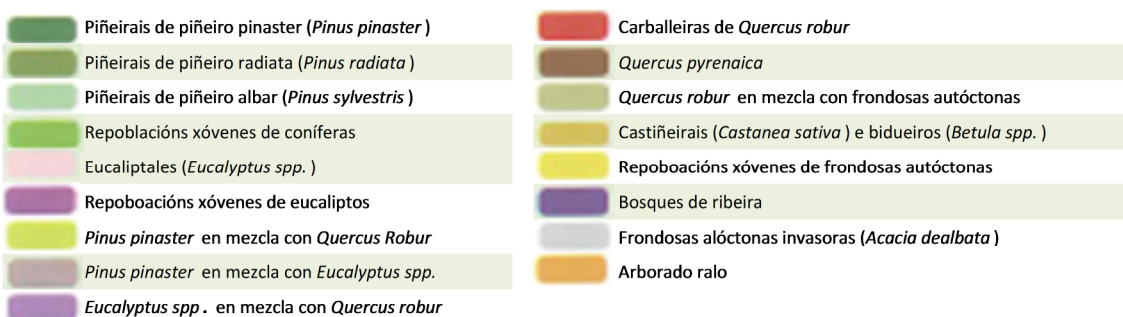 Piñeirais de piñeiro pinaster (Pinus pinaster )
Piñeirais de piñeiro radiata (Pinus radiata )
Piñeirais de piñeiro albar (Pinus sylvestris )
Repoblacións xóvenes de coníferas
Eucaliptales (Eucalyptus spp. )
Repoboacións xóvenes de eucaliptos
Pinus pinaster en mezcla con Quercus Robur
Pinus pinaster en mezcla con Eucalyptus spp.
Eucalyptus spp . en mezcla con Quercus robur
Carballeiras de Quercus robur
Quercus pyrenaica
Quercus robur en mezcla con frondosas autóctonas
Castiñeirais (Castanea sativa ) e bidueiros (Betula spp. )
Repoboacións xóvenes de frondosas autóctonas
Bosques de ribeira
Frondosas alóctonas invasoras (Acacia dealbata )
Arborado ralo